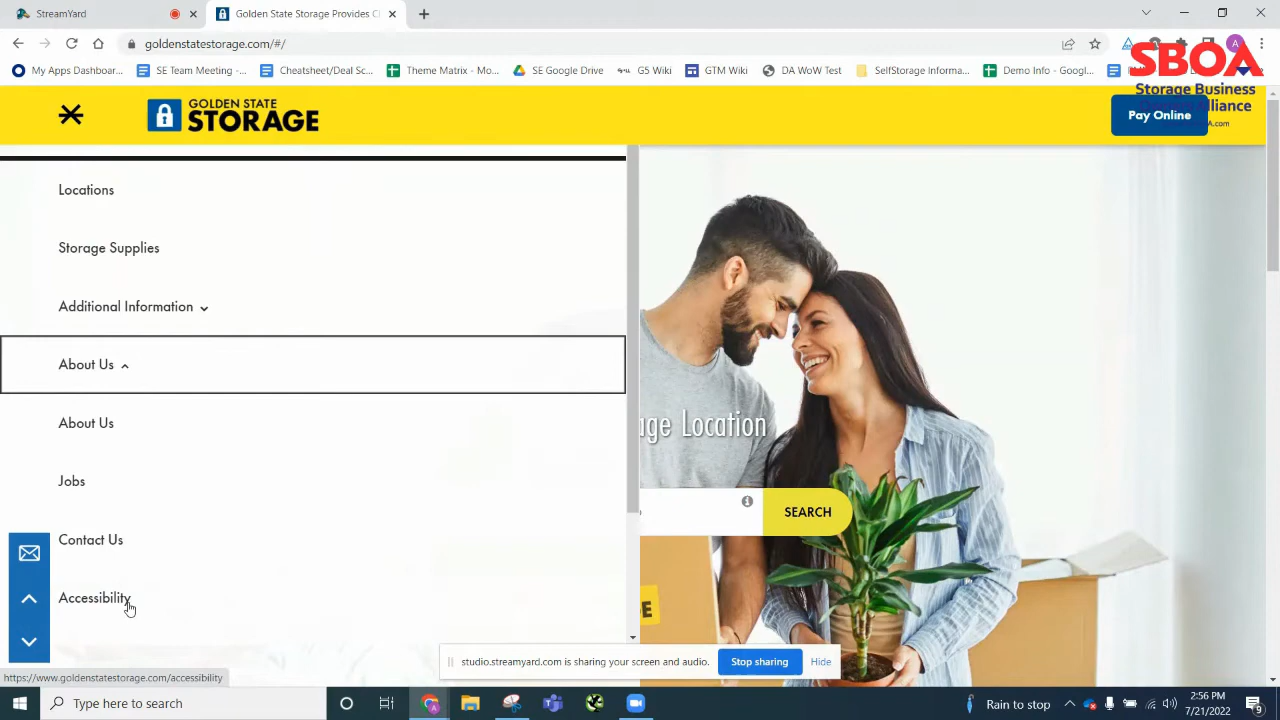 StreamYard
Golden State Storage Provides Cl
goldenstatestorage.com/#/
My Apps Dashboar...
SE Team Meeting -...
Cheatsheet/Deal Sc...
Theme Matrix - Mo...
SE Google Drive
G5 Wiki
GTM Wiki
DA WoW Test
SelfStorage Informa...
Demo Info - Googl...
SBOA
Storage Business
GOLDEN STATE
STORAGE
Pay Online
Locations
Storage Supplies
Additional Information
About Us
About Us
Jobs
Contact Us
Accessibility
age Location
SEARCH
studio.streamyard.com is sharing your screen and audio.
Stop sharing
Hide
https://www.goldenstatestorage.com/accessibility
Type here to search
Rain to stop
2:56 PM
7/21/2022
9